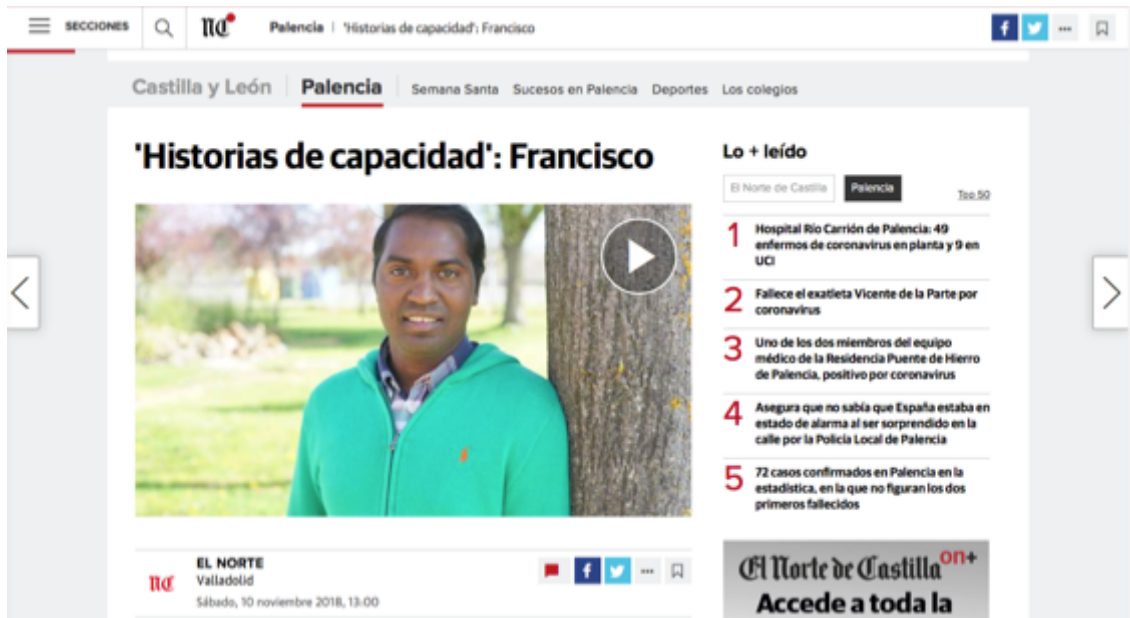 SECCIONES
Palencia | 'Historias de capacidad': Francisco
Castilla y León
Palencia
Semana Santa
Sucesos en Palencia
Deportes
Los colegios
'Historias de capacidad': Francisco
EL NORTE
Valladolid
Sábado, 10 noviembre 2018, 13:00
Lo + leído
El Norte de Castilla
Palencia
Top 50
1
Hospital Río Carrión de Palencia: 49
enfermos de coronavirus en planta y 9 en
UCI
2
Fallece el exatleta Vicente de la Parte por
coronavirus
3
Uno de los dos miembros del equipo
médico de la Residencia Puente de Hierro
de Palencia, positivo por coronavirus
4
Asegura que no sabía que España estaba en
estado de alarma al ser sorprendido en la
calle por la Policía Local de Palencia
5
72 casos confirmados en Palencia en la
estadística, en la que no figuran los dos
primeros fallecidos
El Norte de Castilla on+
Accede a toda la